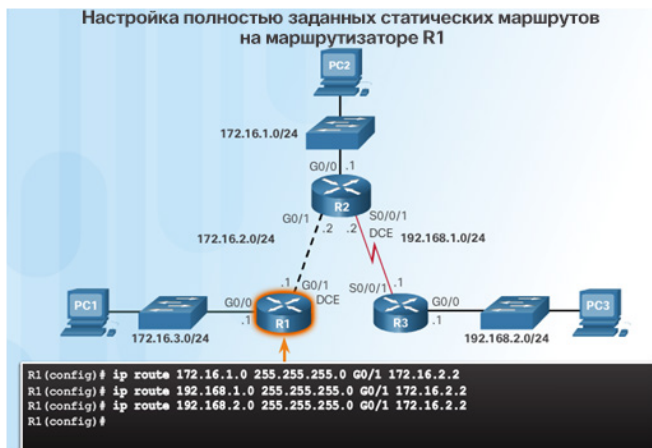 Настройка полностью заданных статических маршрутов
на маршрутизаторе R1
PC2
172.16.1.0/24
G0/0
.1
R2
G0/1
S0/0/1
.2
.2
DCE
172.16.2.0/24
192.168.1.0/24
.1
G0/1
DCE
S0/0/1
.1
PC1
G0/0
.1
R1
R3
G0/0
.1
PC3
172.16.3.0/24
192.168.2.0/24
R1(config)# ip route 172.16.1.0 255.255.255.0 G0/1 172.16.2.2
R1(config)# ip route 192.168.1.0 255.255.255.0 G0/1 172.16.2.2
R1(config)# ip route 192.168.2.0 255.255.255.0 G0/1 172.16.2.2
R1(config)#